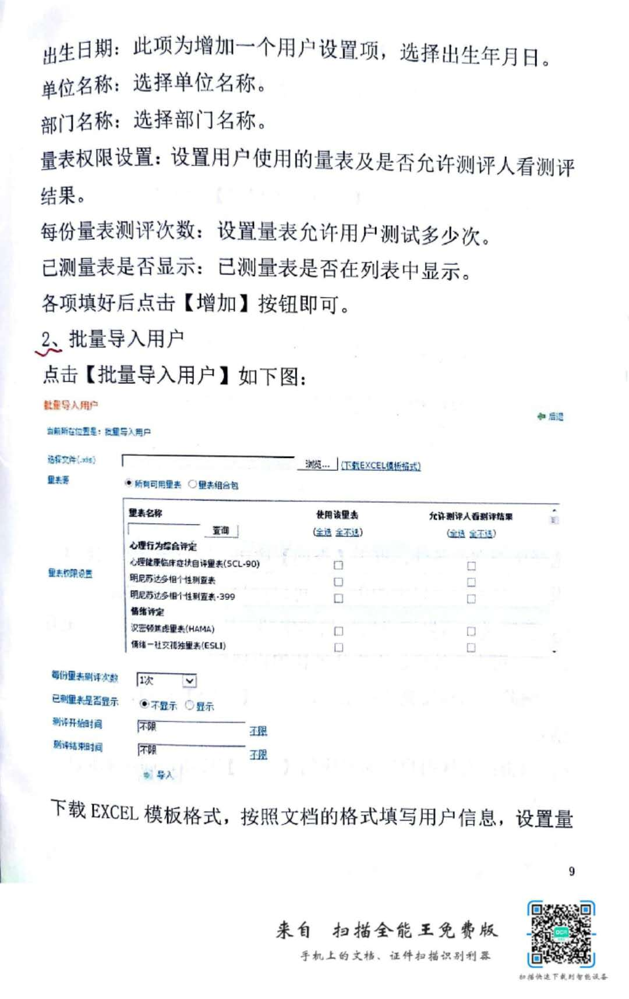 出生日期：此项为增加一个用户设置项，选择出生年月日。
单位名称：选择单位名称。
部门名称：选择部门名称。
量表权限设置：设置用户使用的量表及是否允许测评人看测评
结果。
每份量表测评次数：设置量表允许用户测试多少次。
已测量表是否显示：已测量表是否在列表中显示。
各项填好后点击【增加】按钮即可。
2、批量导入用户
点击【批量导入用户】如下图：
批量导入用户
后退
当前所在位置是：批量导入用户
选择文件(.xls) 浏览... (下载EXCEL模板格式)
量表源 所有可用量表 量表组合包
量表名称 使用该量表 允许测评人看测评结果
查询 (全选 全不选) (全选 全不选)
心理行为综合评定
心理健康临床症状自评量表(SCL-90)
量表权限设置
明尼苏达多相个性测查表
明尼苏达多相个性测查表-399
情绪评定
汉密顿焦虑量表(HAMA)
情绪—社交孤独量表(ESLI)
每份量表测评次数 1次
已测量表是否显示 不显示 显示
测评开始时间 不限 不限
测评结束时间 不限 不限
导入
下载EXCEL模板格式，按照文档的格式填写用户信息，设置量
9
来自 扫描全能王免费版
手机上的文档、证件扫描识别利器
OCR
扫描快速下载到智能设备